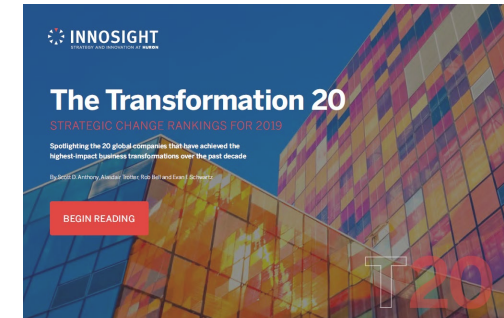 INNOSIGHT
STRATEGY AND INNOVATION AT HURON
The Transformation 20
STRATEGIC CHANGE RANKINGS FOR 2019
Spotlighting the 20 global companies that have achieved the
highest-impact business transformations over the past decade
By Scott D. Anthony, Alasdair Trotter, Rob Bell and Evan I. Schwartz
BEGIN READING
T20